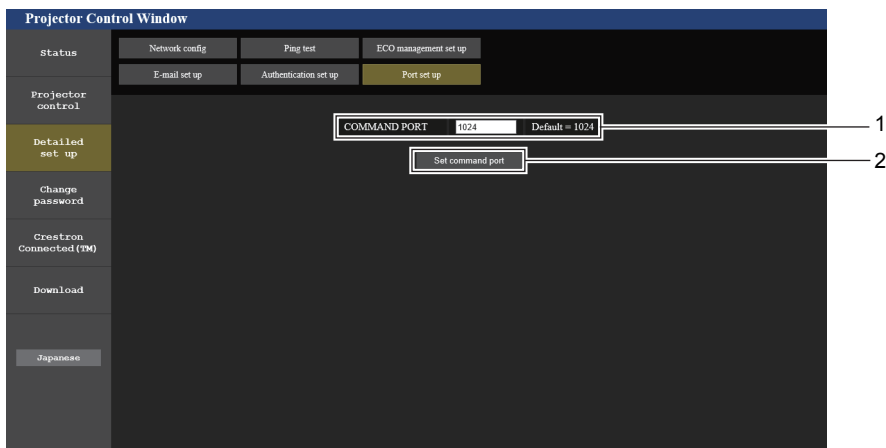 Projector Control Window
Status
Network config
Ping test
ECO management set up
E-mail set up
Authentication set up
Port set up
Projector
control
COMMAND PORT 1024 Default = 1024
1
Detailed
set up
Set command port
2
Change
password
Crestron
Connected(TM)
Download
Japanese